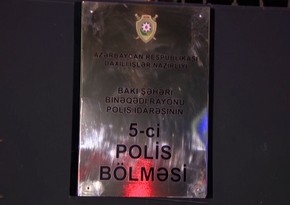 AZƏRBAYCAN RESPUBLİKASI
DAXİLİ İŞLƏR NAZİRLİYİ
BAKI ŞƏHƏRİ
BİNƏQƏDİ RAYONU
POLİS İDARƏSİNİN
5-ci
POLİS
BÖLMƏSİ